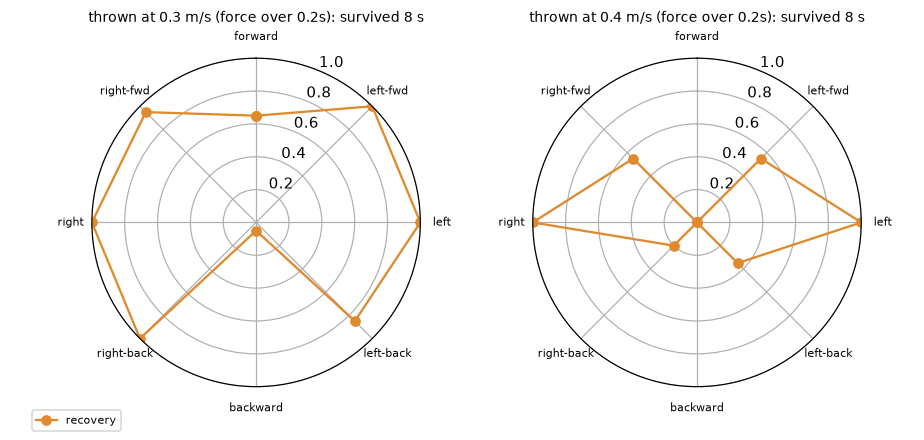 thrown at 0.3 m/s (force over 0.2s): survived 8 s
forward
1.0
right-fwd
0.8
left-fwd
0.6
0.4
0.2
right
left
right-back
left-back
backward
recovery
thrown at 0.4 m/s (force over 0.2s): survived 8 s
forward
1.0
right-fwd
0.8
left-fwd
0.6
0.4
0.2
right
left
right-back
left-back
backward